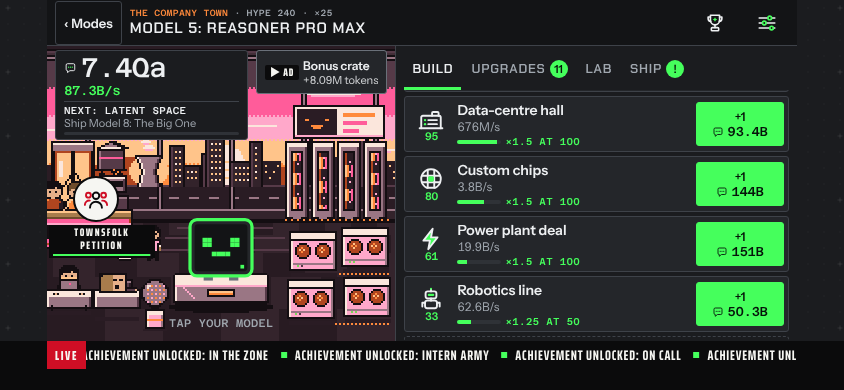 ‹ Modes
THE COMPANY TOWN · HYPE 240 · ×25
MODEL 5: REASONER PRO MAX
7.4Qa
87.3B/s
NEXT: LATENT SPACE
Ship Model 8: The Big One
AD
Bonus crate
+8.09M tokens
TOWNSFOLK
PETITION
TAP YOUR MODEL
BUILD UPGRADES 11 LAB SHIP !
Data-centre hall
676M/s
95
×1.5 AT 100
+1
93.4B
Custom chips
3.8B/s
80
×1.5 AT 100
+1
144B
Power plant deal
19.9B/s
61
×1.5 AT 100
+1
151B
Robotics line
62.6B/s
33
×1.25 AT 50
+1
50.3B
LIVE ACHIEVEMENT UNLOCKED: IN THE ZONE ACHIEVEMENT UNLOCKED: INTERN ARMY ACHIEVEMENT UNLOCKED: ON CALL ACHIEVEMENT UNL